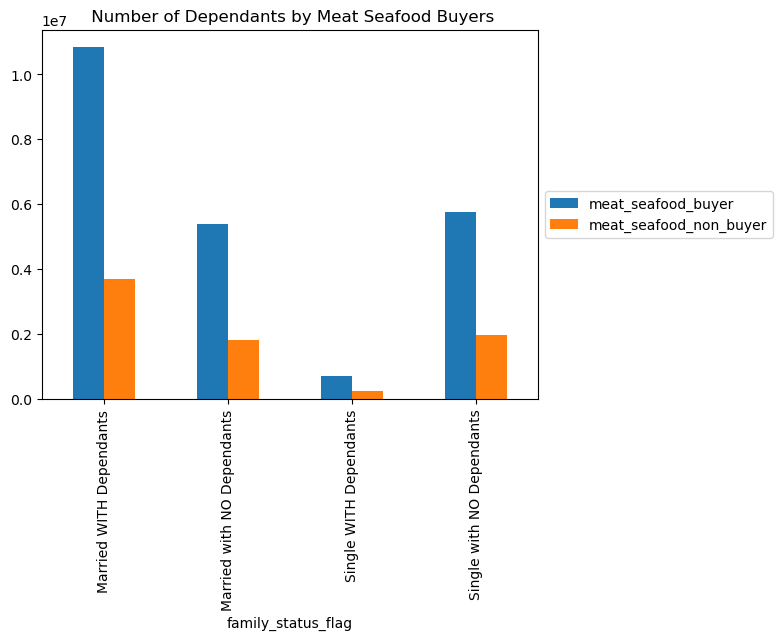 Number of Dependants by Meat Seafood Buyers
1e7
1.0
0.8
0.6
0.4
0.2
0.0
Married WITH Dependants
Married with NO Dependants
Single WITH Dependants
Single with NO Dependants
family_status_flag
meat_seafood_buyer
meat_seafood_non_buyer